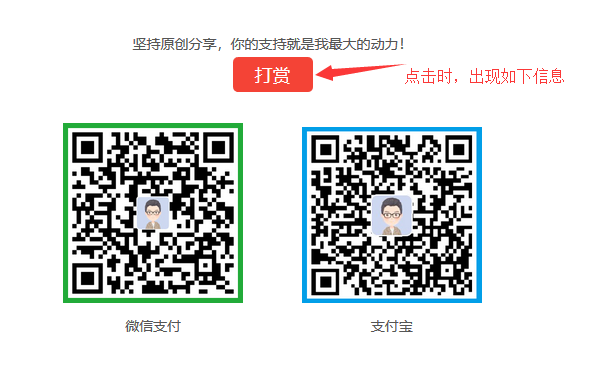 坚持原创分享，你的支持就是我最大的动力！
打赏
点击时，出现如下信息
微信支付
支付宝